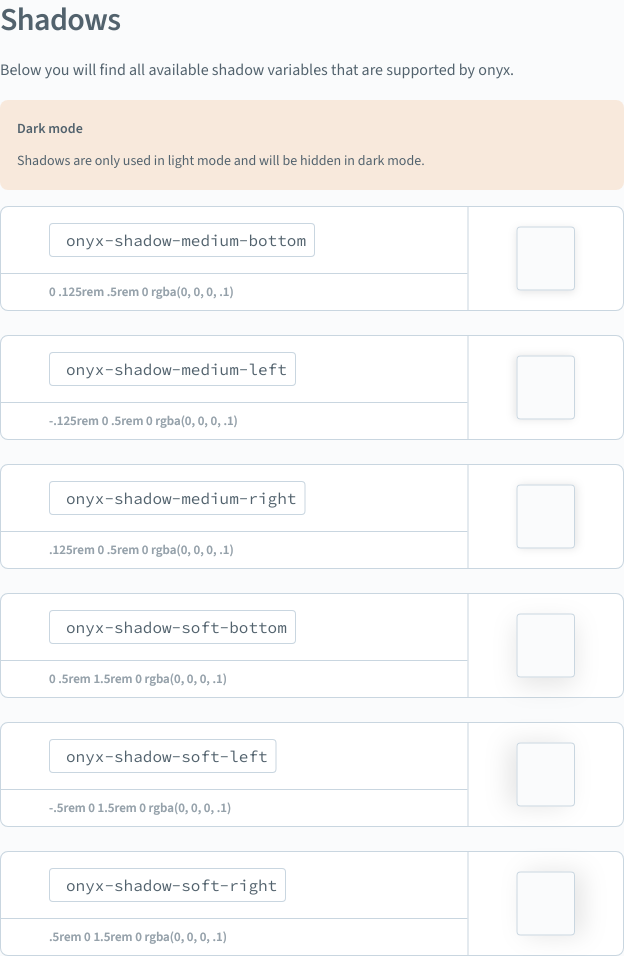 Shadows
Below you will find all available shadow variables that are supported by onyx.
Dark mode
Shadows are only used in light mode and will be hidden in dark mode.
onyx-shadow-medium-bottom
0 .125rem .5rem 0 rgba(0, 0, 0, .1)
onyx-shadow-medium-left
-.125rem 0 .5rem 0 rgba(0, 0, 0, .1)
onyx-shadow-medium-right
.125rem 0 .5rem 0 rgba(0, 0, 0, .1)
onyx-shadow-soft-bottom
0 .5rem 1.5rem 0 rgba(0, 0, 0, .1)
onyx-shadow-soft-left
-.5rem 0 1.5rem 0 rgba(0, 0, 0, .1)
onyx-shadow-soft-right
.5rem 0 1.5rem 0 rgba(0, 0, 0, .1)